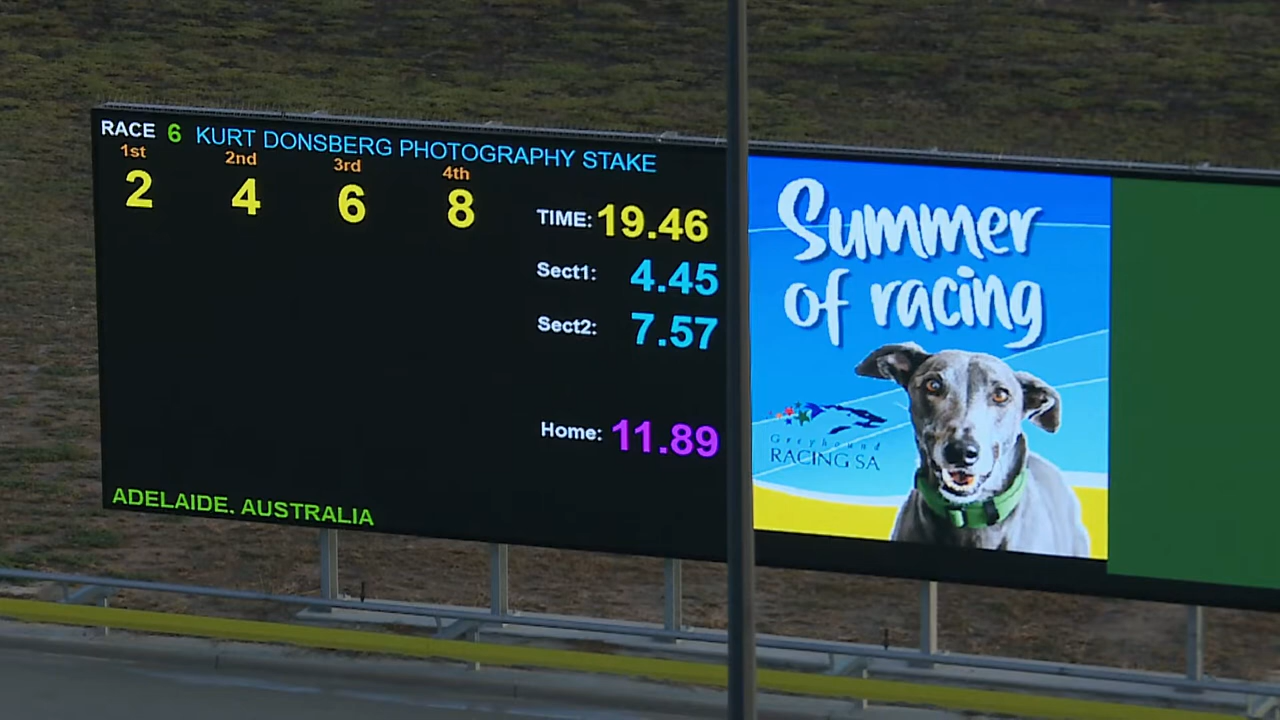 RACE 6 KURT DONSBERG PHOTOGRAPHY STAKE
1st 2nd 3rd 4th
2 4 6 8
TIME: 19.46
Sect1: 4.45
Sect2: 7.57
Home: 11.89
ADELAIDE. AUSTRALIA
Summer
of racing
Greyhound
RACING SA